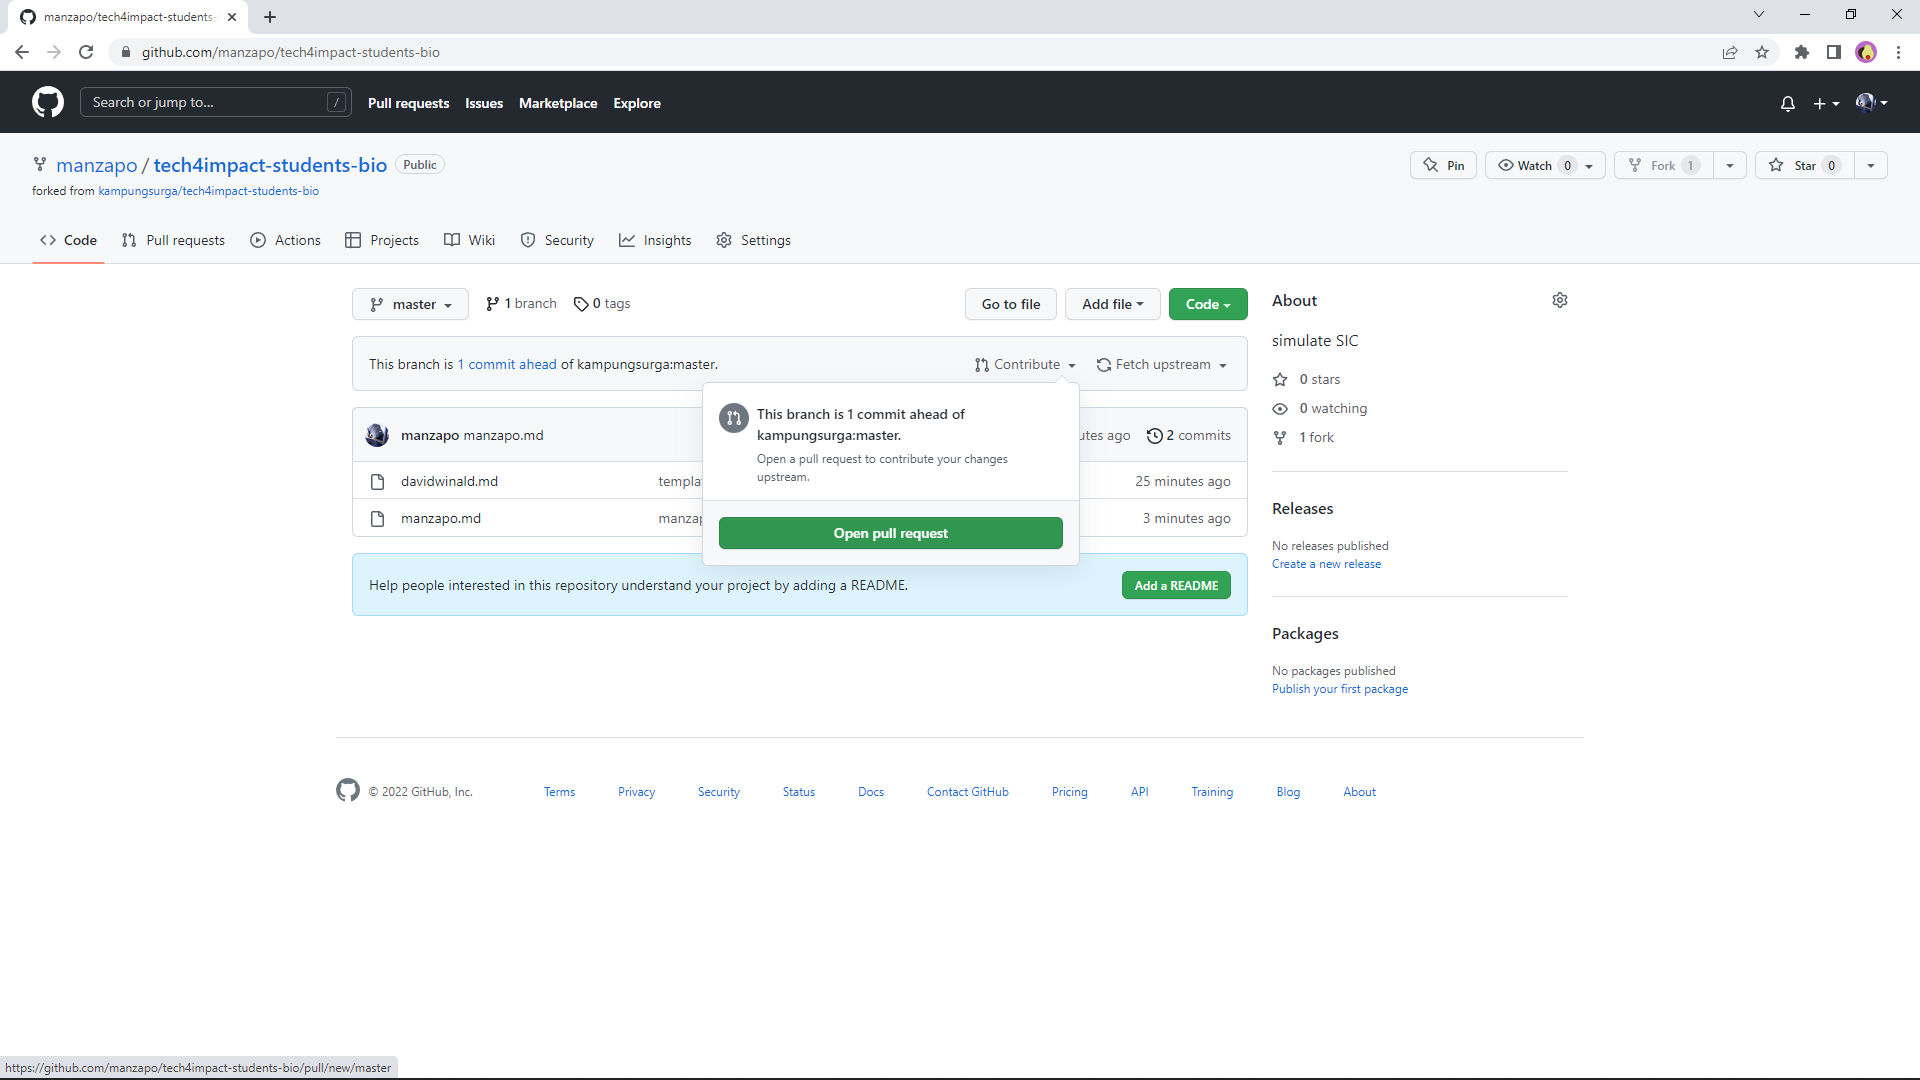 manzapo/tech4impact-students-
github.com/manzapo/tech4impact-students-bio
Search or jump to... /
Pull requests Issues Marketplace Explore
manzapo / tech4impact-students-bio Public
Pin Watch 0 Fork 1 Star 0
forked from kampungsurga/tech4impact-students-bio
Code Pull requests Actions Projects Wiki Security Insights Settings
master 1 branch 0 tags Go to file Add file Code
This branch is 1 commit ahead of kampungsurga:master. Contribute Fetch upstream
This branch is 1 commit ahead of
kampungsurga:master.
Open a pull request to contribute your changes
upstream.
Open pull request
manzapo manzapo.md utes ago 2 commits
davidwinald.md templa 25 minutes ago
manzapo.md manzap 3 minutes ago
Help people interested in this repository understand your project by adding a README. Add a README
About
simulate SIC
0 stars
0 watching
1 fork
Releases
No releases published
Create a new release
Packages
No packages published
Publish your first package
© 2022 GitHub, Inc. Terms Privacy Security Status Docs Contact GitHub Pricing API Training Blog About
https://github.com/manzapo/tech4impact-students-bio/pull/new/master